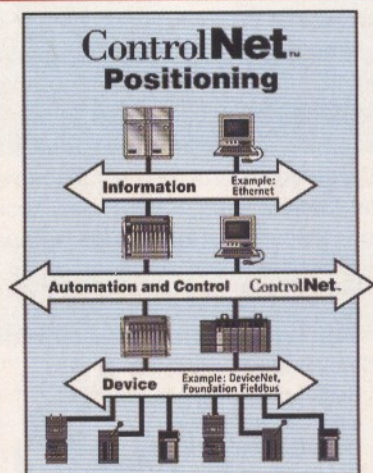 ControlNet™
Positioning
Information Example:
Ethernet
Automation and Control ControlNet™
Device Example: DeviceNet,
Foundation Fieldbus